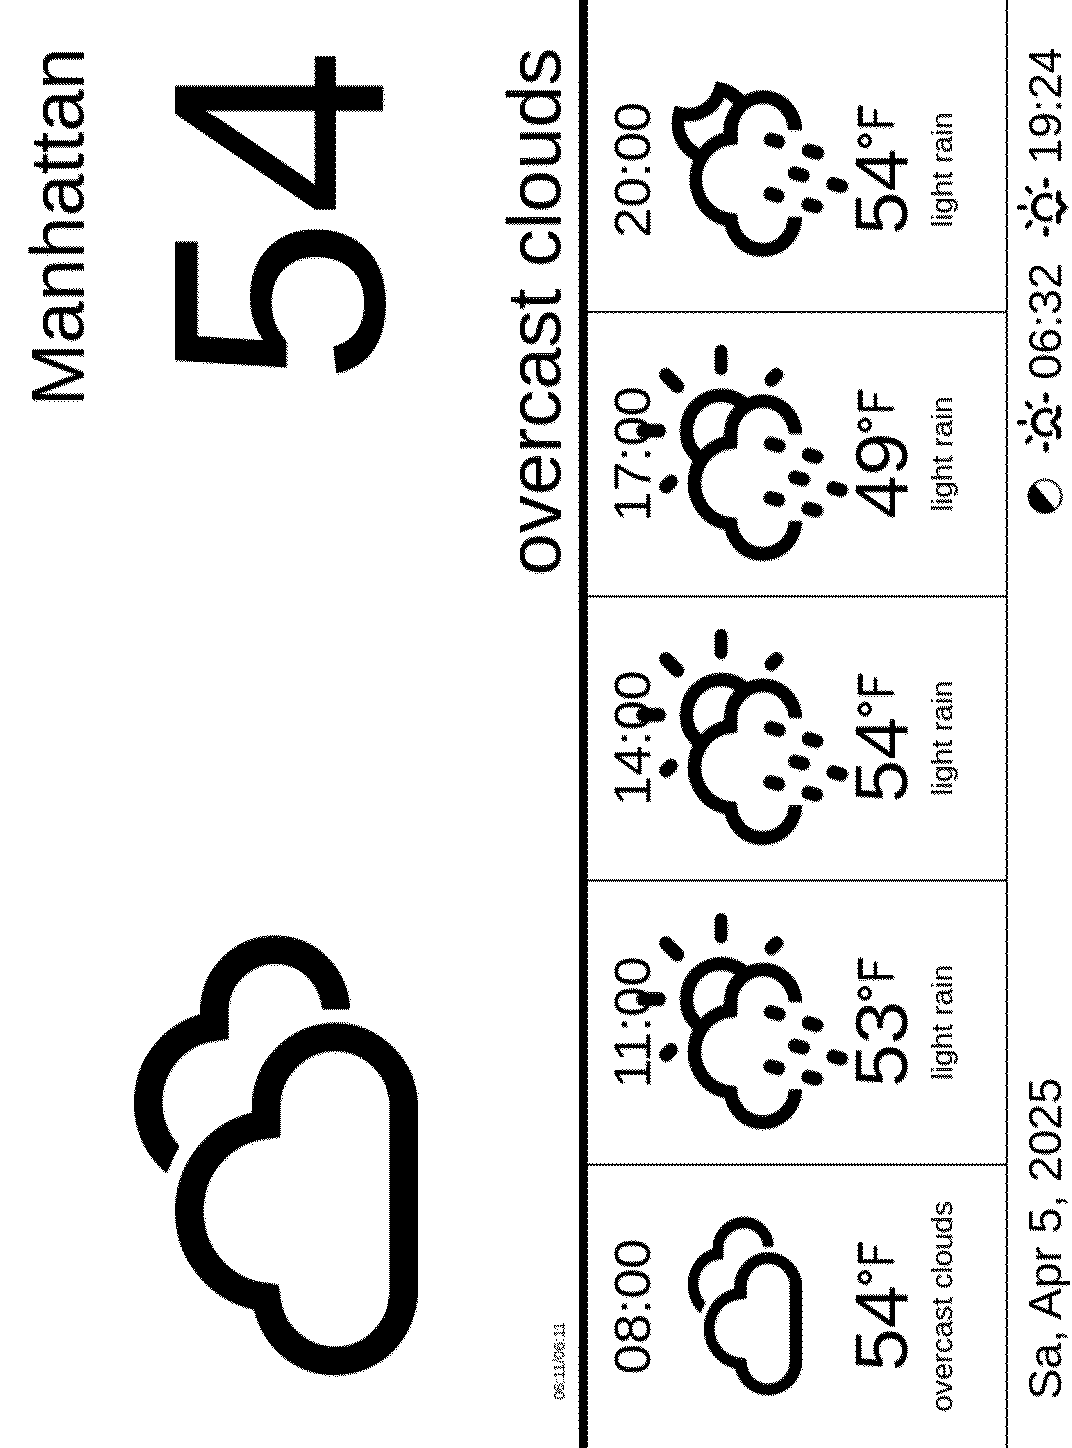 Manhattan
54
overcast clouds
06:11/06:11
08:00 11:00 14:00 17:00 20:00
54°F 53°F 54°F 49°F 54°F
overcast clouds light rain light rain light rain light rain
Sa, Apr 5, 2025 06:32 19:24